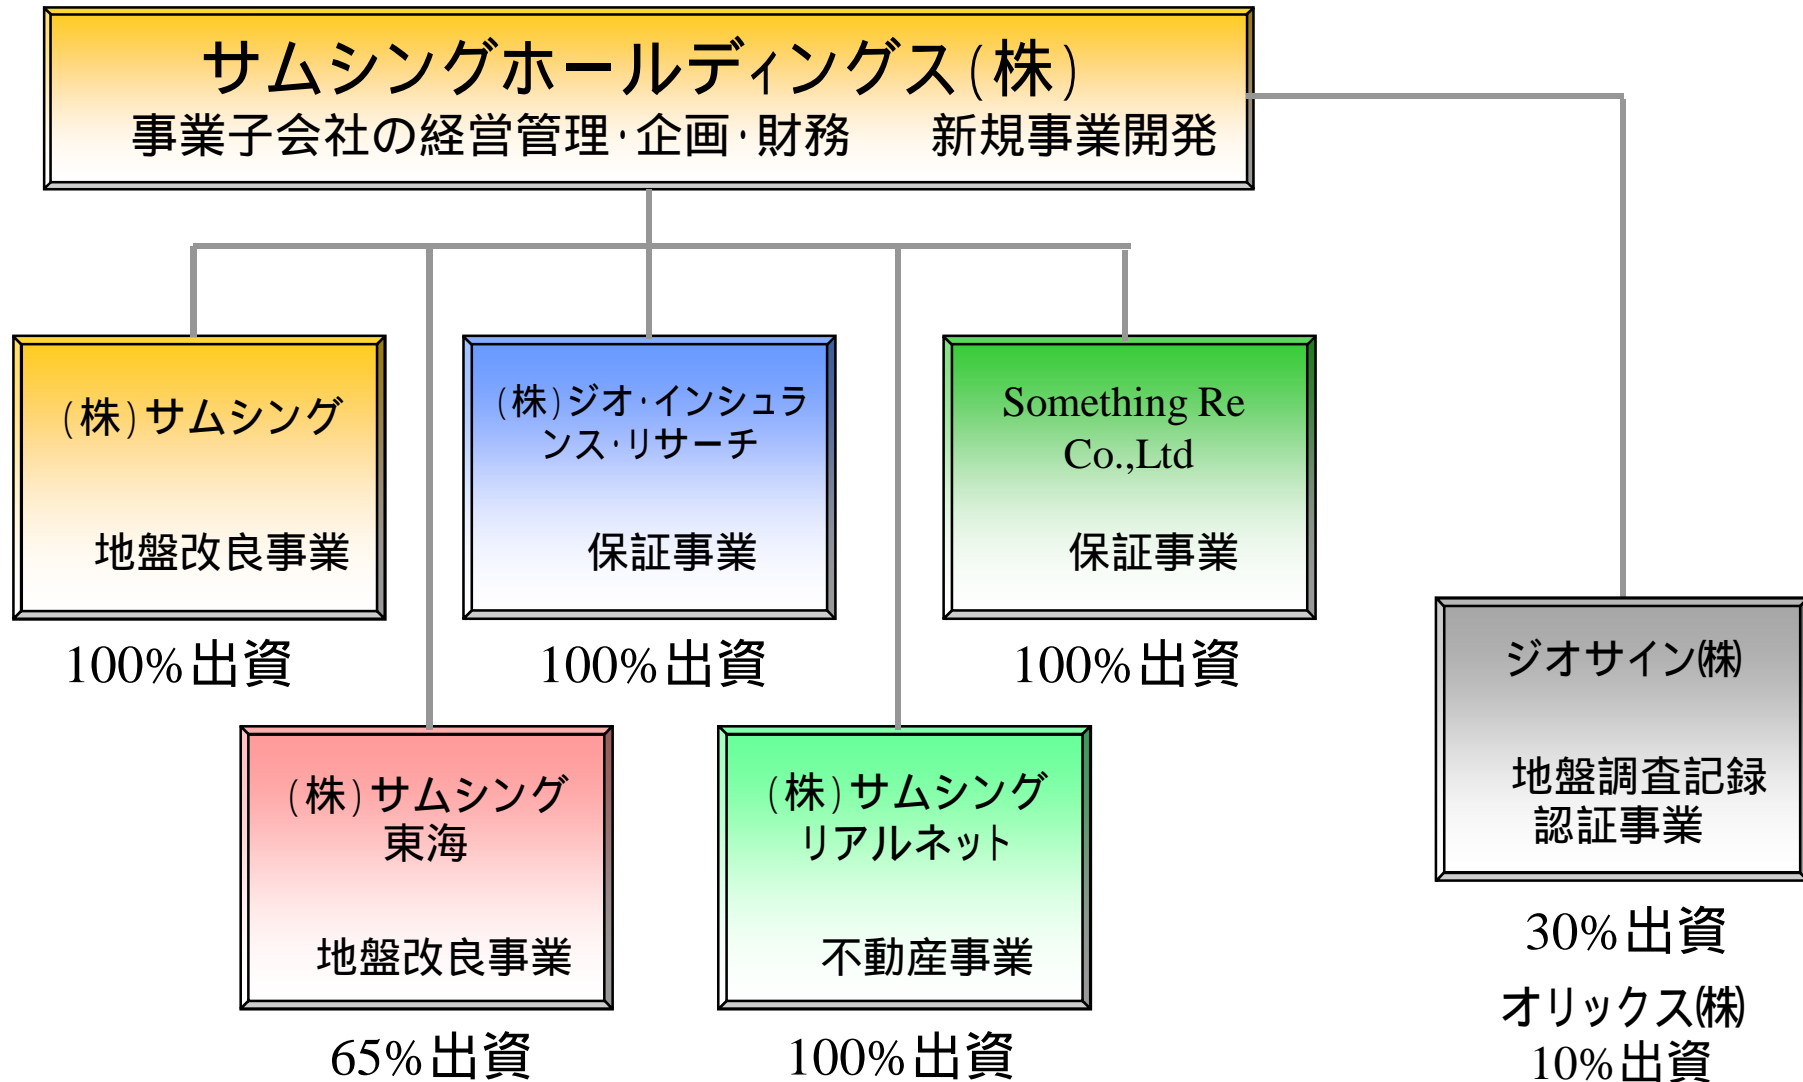 サムシングホールディングス(株)
事業子会社の経営管理・企画・財務　　新規事業開発
(株)サムシング
地盤改良事業
100%出資
(株)ジオ・インシュラ
ンス・リサーチ
保証事業
100%出資
Something Re
Co.,Ltd
保証事業
100%出資
(株)サムシング
東海
地盤改良事業
65%出資
(株)サムシング
リアルネット
不動産事業
100%出資
ジオサイン㈱
地盤調査記録
認証事業
30%出資
オリックス㈱
10%出資